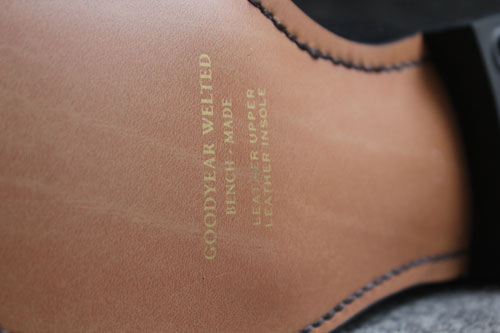 GOODYEAR WELTED
BENCH - MADE
LEATHER UPPER
LEATHER INSOLE